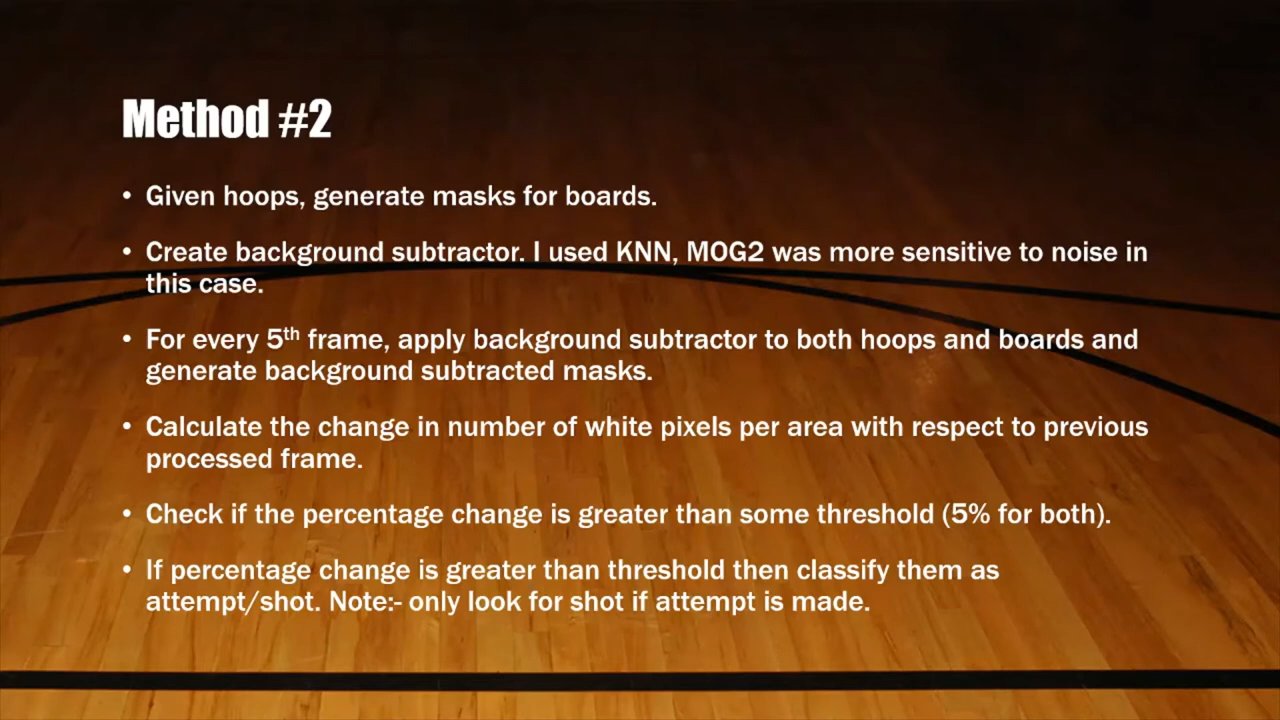 Method #2
• Given hoops, generate masks for boards.
• Create background subtractor. I used KNN, MOG2 was more sensitive to noise in
this case.
• For every 5th frame, apply background subtractor to both hoops and boards and
generate background subtracted masks.
• Calculate the change in number of white pixels per area with respect to previous
processed frame.
• Check if the percentage change is greater than some threshold (5% for both).
• If percentage change is greater than threshold then classify them as
attempt/shot. Note:- only look for shot if attempt is made.